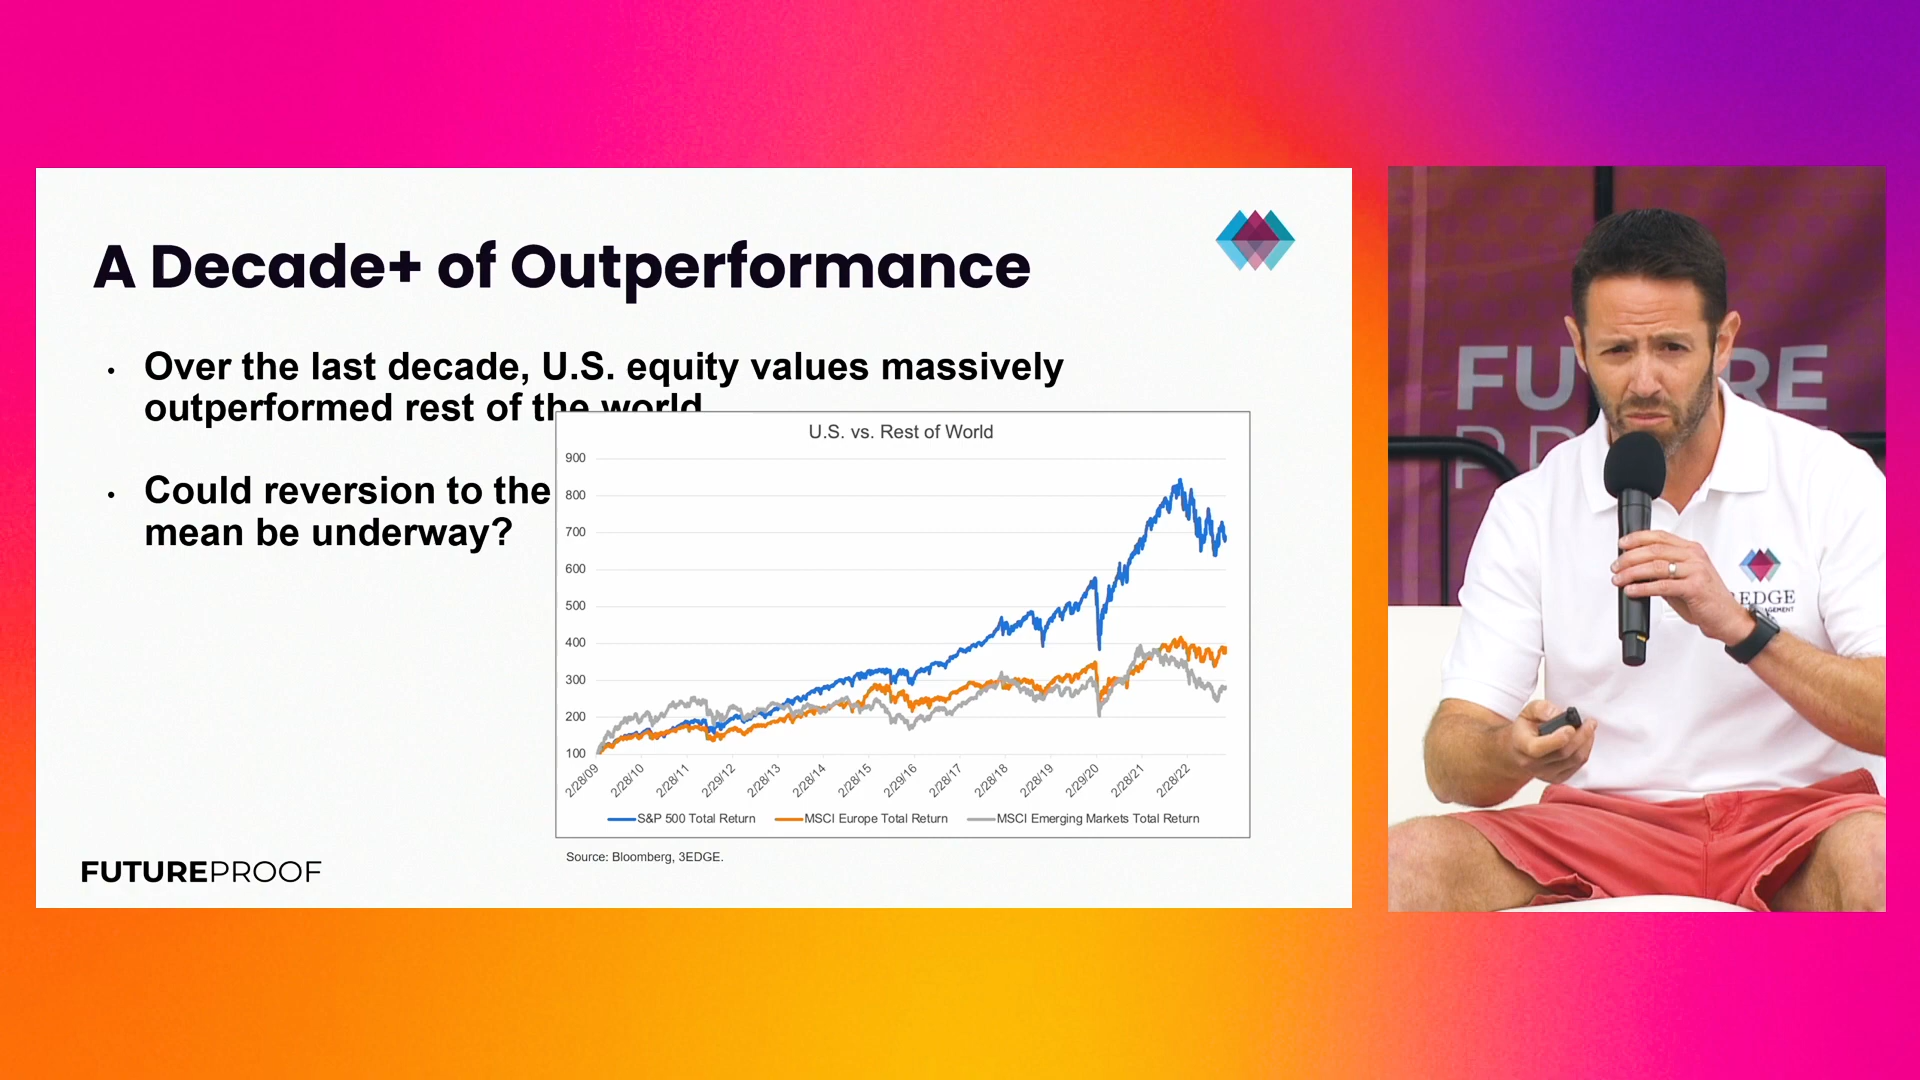 A Decade+ of Outperformance
• Over the last decade, U.S. equity values massively
outperformed rest of the world
• Could reversion to the
mean be underway?
U.S. vs. Rest of World
900
800
700
600
500
400
300
200
100
2/28/09 2/28/10 2/28/11 2/29/12 2/28/13 2/28/14 2/28/15 2/29/16 2/28/17 2/28/18 2/28/19 2/29/20 2/28/21 2/28/22
S&P 500 Total Return MSCI Europe Total Return MSCI Emerging Markets Total Return
Source: Bloomberg, 3EDGE.
FUTUREPROOF
FU RE
EDGE